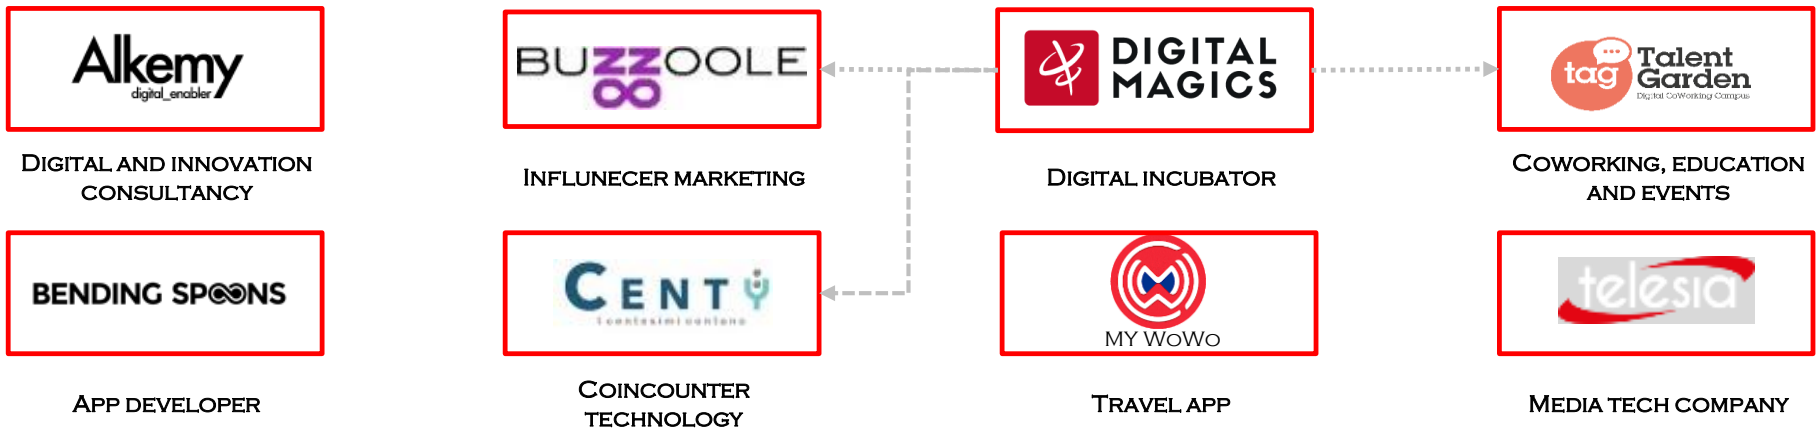 Alkemy
digital_enabler
BUZZOOLE
DIGITAL
MAGICS
tag
Talent
Garden
Digital CoWorking Campus
DIGITAL AND INNOVATION
CONSULTANCY
INFLUNECER MARKETING
DIGITAL INCUBATOR
COWORKING, EDUCATION
AND EVENTS
BENDING SPOONS
CENTY
i centesimi contano
MY WoWo
telesia
APP DEVELOPER
COINCOUNTER
TECHNOLOGY
TRAVEL APP
MEDIA TECH COMPANY